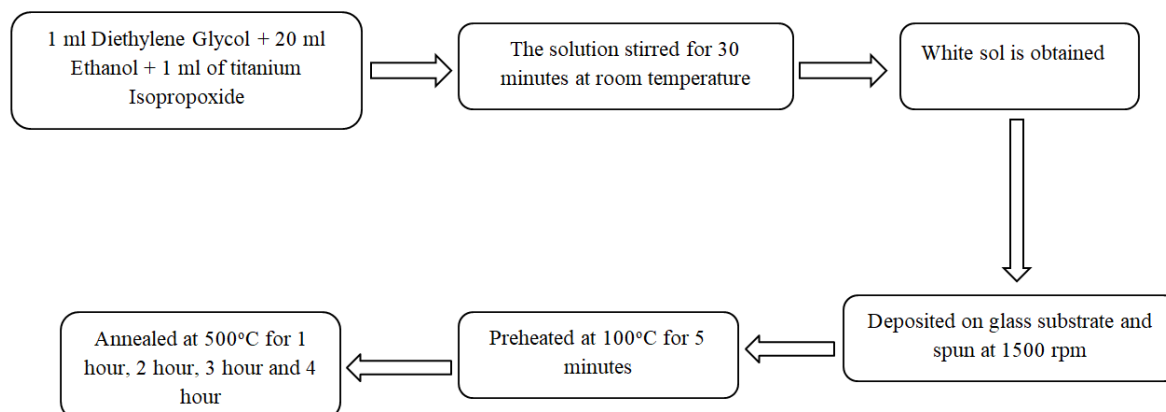 1 ml Diethylene Glycol + 20 ml
Ethanol + 1 ml of titanium
Isopropoxide
The solution stirred for 30
minutes at room temperature
White sol is obtained
Deposited on glass substrate and
spun at 1500 rpm
Preheated at 100°C for 5
minutes
Annealed at 500°C for 1
hour, 2 hour, 3 hour and 4
hour